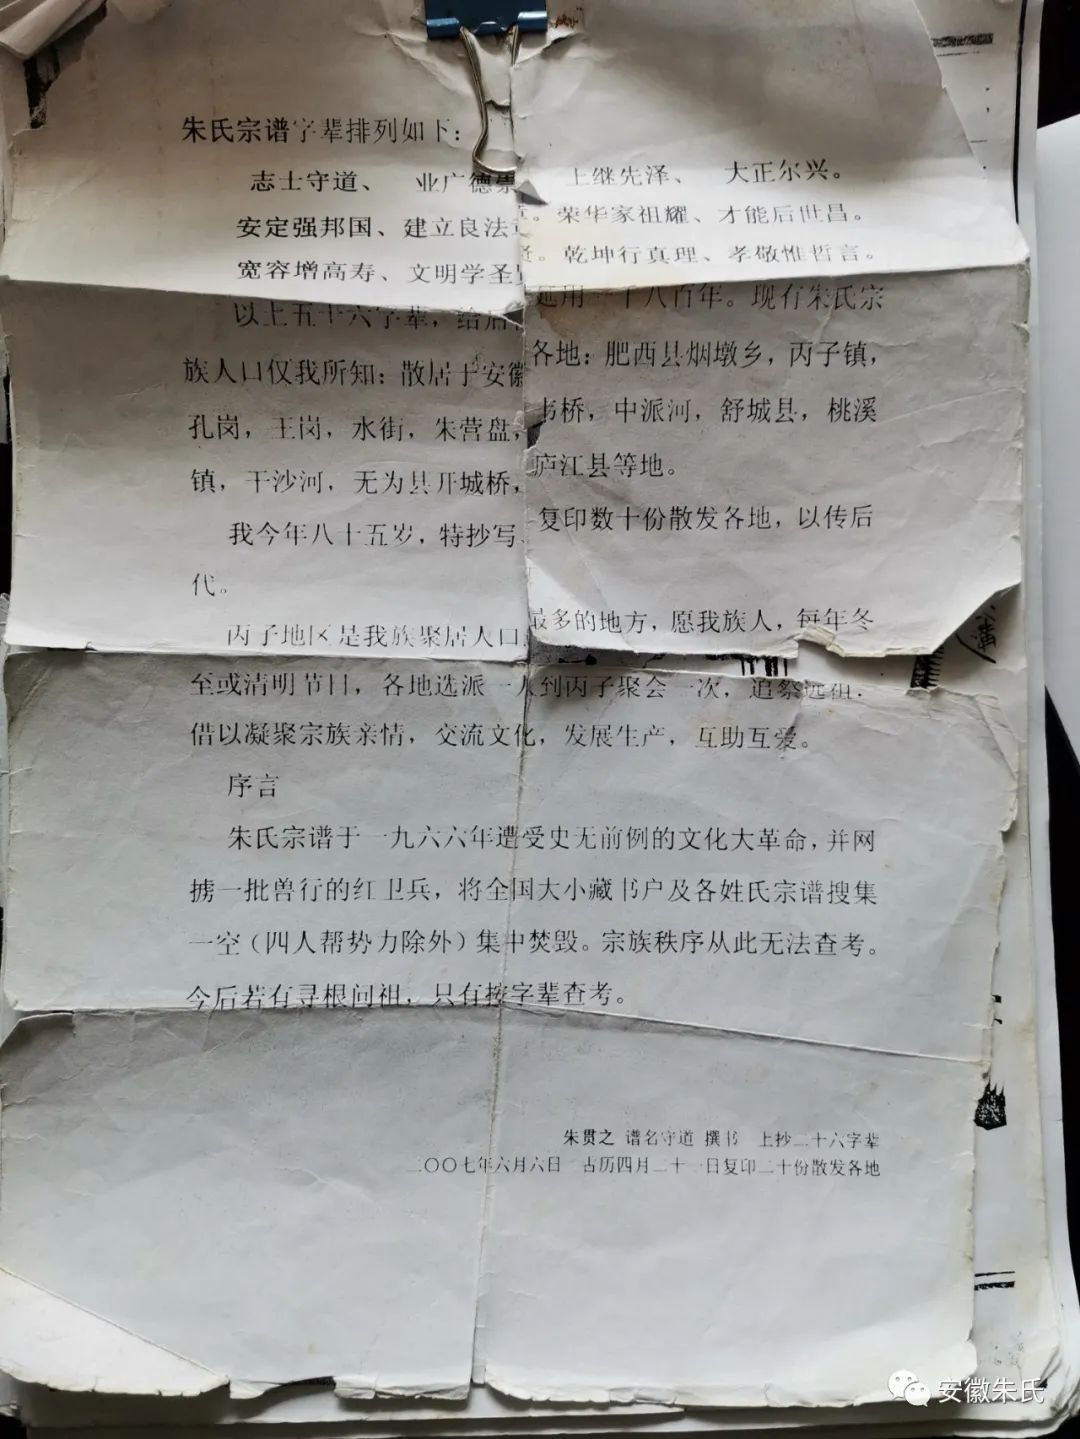 朱氏宗谱字辈排列如下：
志士守道、 业广德崇 上继先泽、 大正尔兴。
安定强邦国、建立良法章。荣华家祖耀、才能后世昌。
宽容增高寿、文明学圣贤。乾坤行真理、孝敬惟哲言。
以上五十六字辈，给后 延用一千八百年。现有朱氏宗
族人口仅我所知：散居于安徽各地：肥西县烟墩乡，丙子镇，
孔岗，王岗，水街，朱营盘， 书桥，中派河，舒城县，桃溪
镇，干沙河，无为县开城桥，庐江县等地。
我今年八十五岁，特抄写、复印数十份散发各地，以传后
代。
丙子地区是我族聚居人口最多的地方，愿我族人，每年冬
至或清明节日，各地选派一人到丙子聚会一次，追祭远祖．
借以凝聚宗族亲情，交流文化，发展生产，互助互爱。
序言
朱氏宗谱于一九六六年遭受史无前例的文化大革命，并网
掳一批兽行的红卫兵，将全国大小藏书户及各姓氏宗谱搜集
一空（四人帮势力除外）集中焚毁。宗族秩序从此无法查考。
今后若有寻根问祖，只有按字辈查考。
朱贯之 谱名守道 撰书 上抄二十六字辈
二〇〇七年六月六日 古历四月二十一日复印二十份散发各地
安徽朱氏